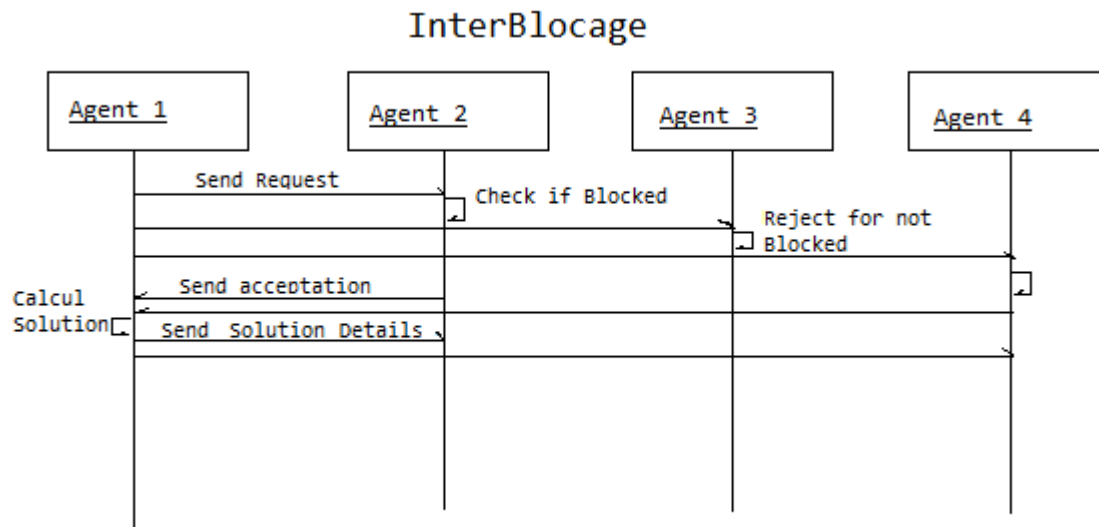 InterBlocage
Agent 1
Agent 2
Agent 3
Agent 4
Send Request
Check if Blocked
Reject for not
Blocked
Send acceptation
Calcul
Solution
Send Solution Details